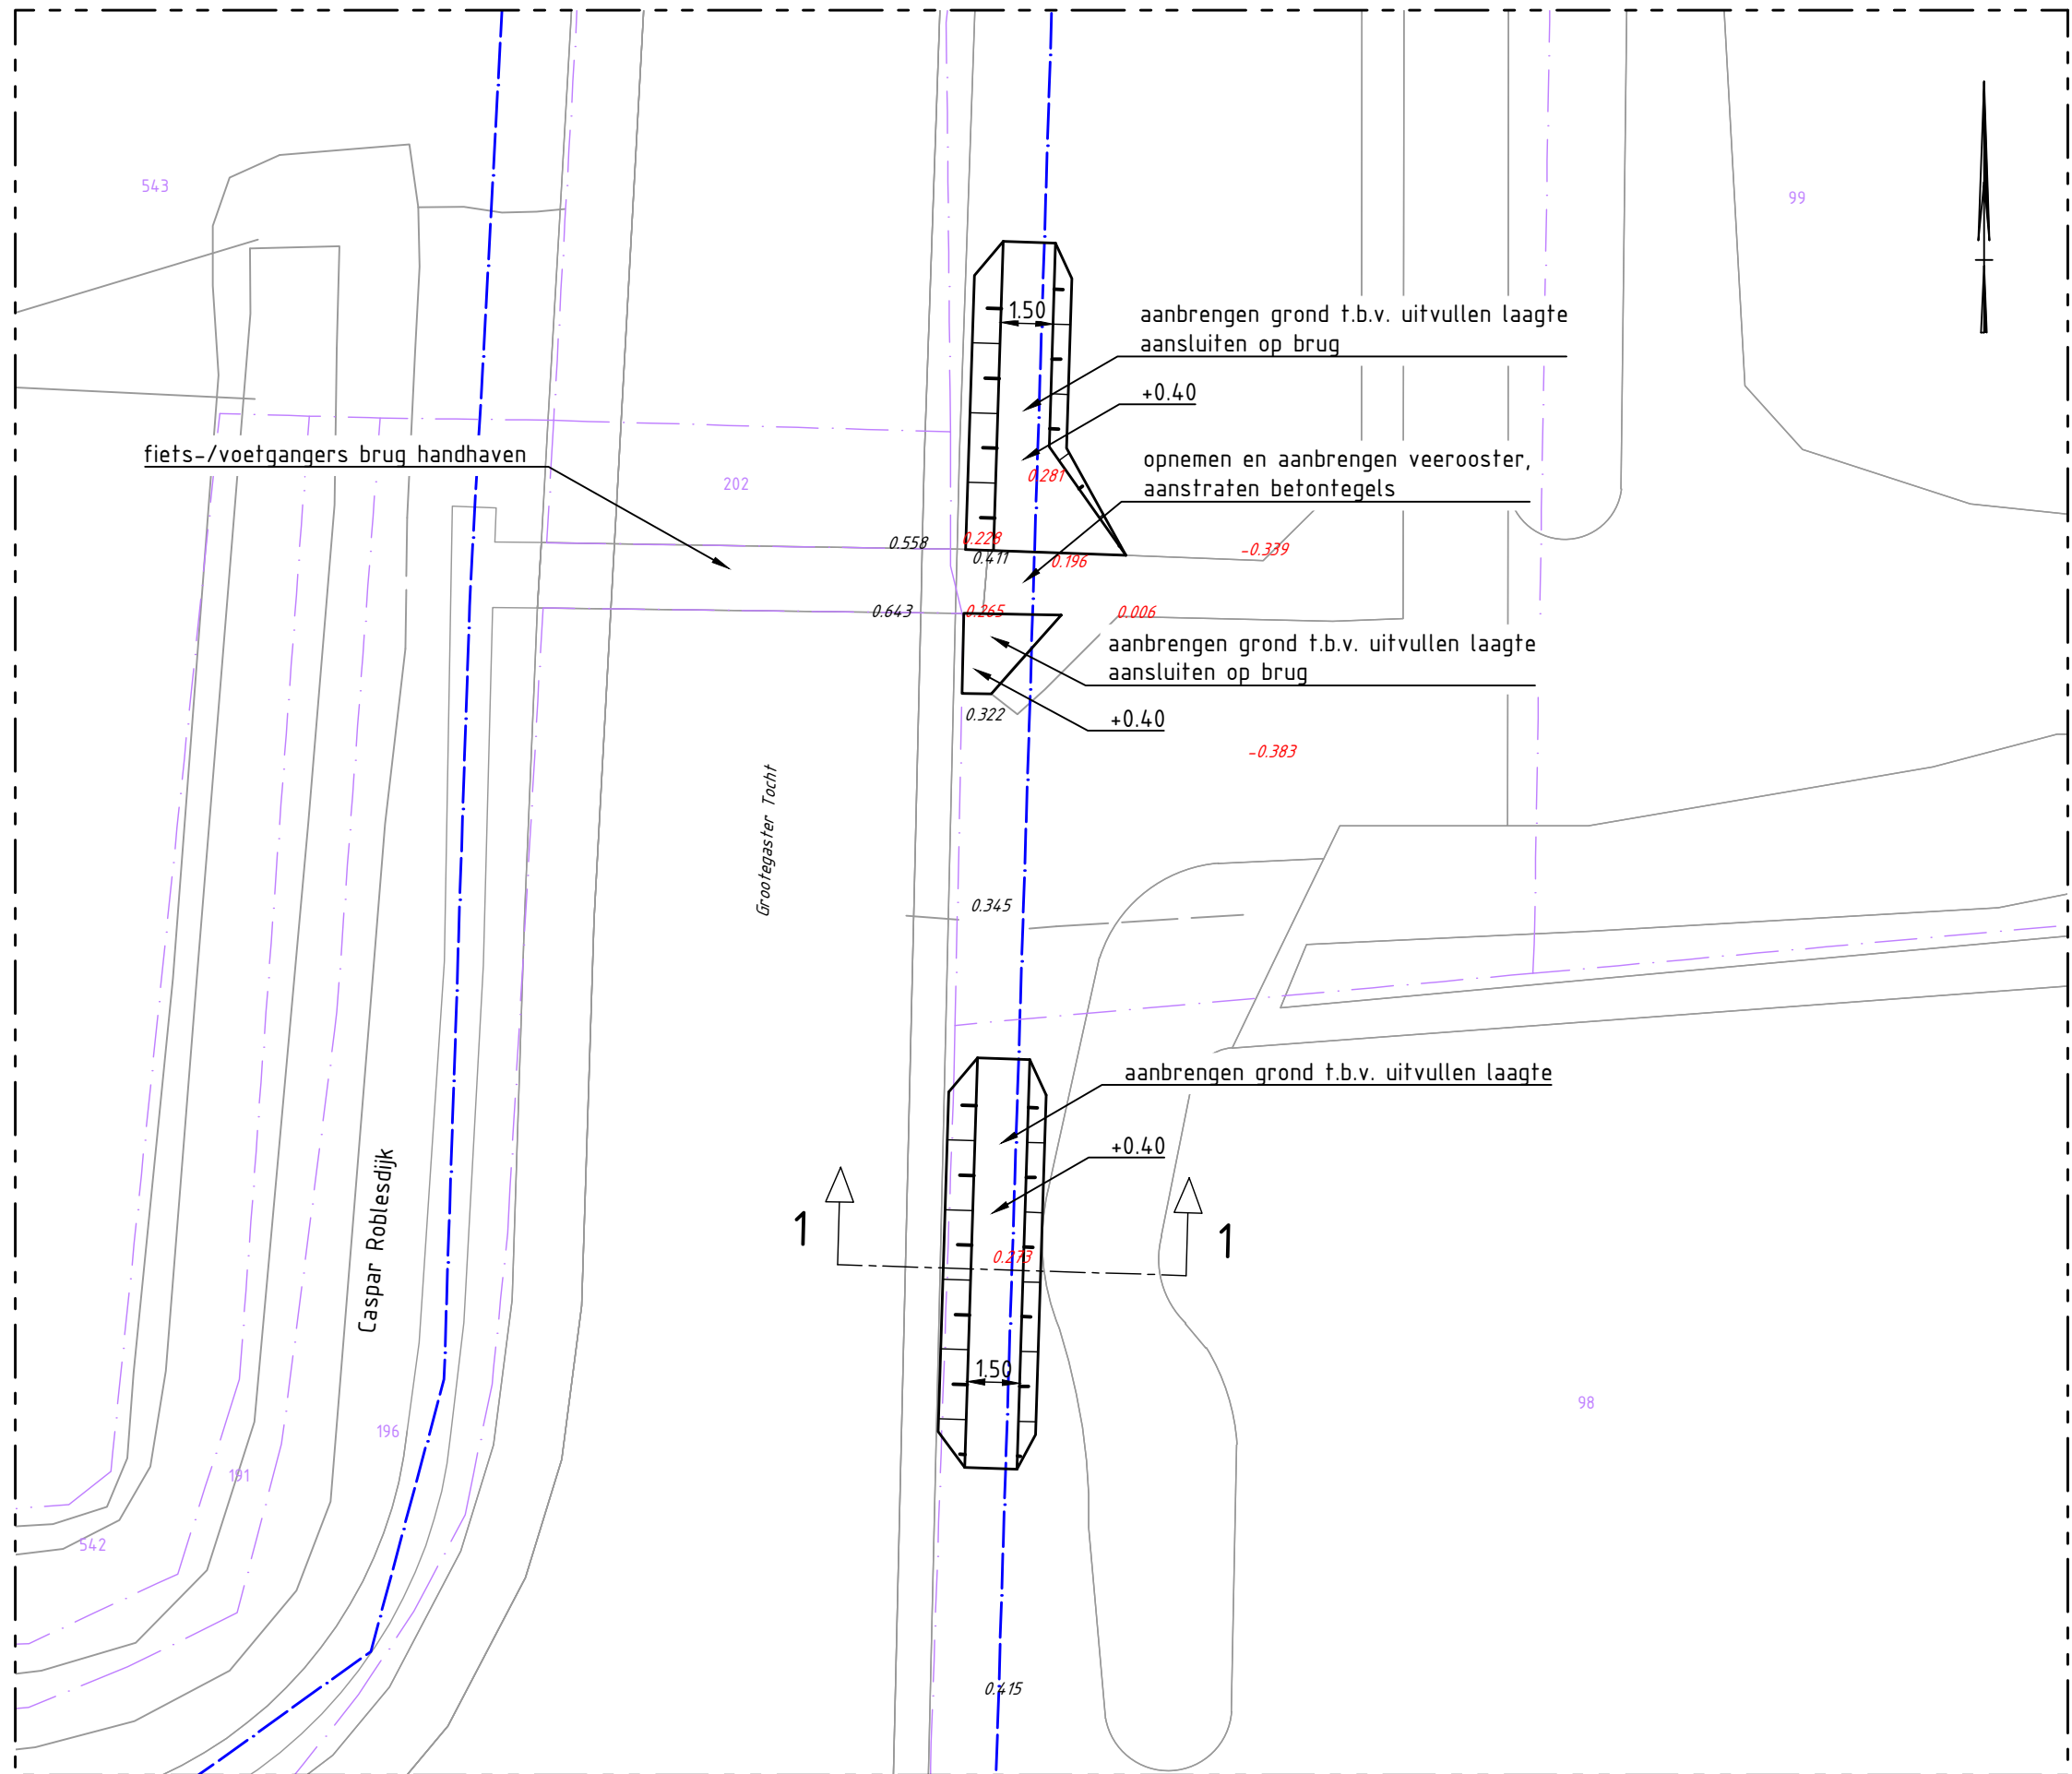 543
99
1.50
aanbrengen grond t.b.v. uitvullen laagte
aansluiten op brug
+0.40
fiets-/voetgangers brug handhaven
opnemen en aanbrengen veerooster,
aanstraten betontegels
0.281
202
0.558
0.228
0.411
0.196
-0.339
0.643
0.265
0.006
aanbrengen grond t.b.v. uitvullen laagte
aansluiten op brug
0.322
+0.40
-0.383
Grootegaster Tocht
0.345
aanbrengen grond t.b.v. uitvullen laagte
+0.40
Caspar Roblesdijk
1
1
0.273
1.50
98
196
191
542
0.415